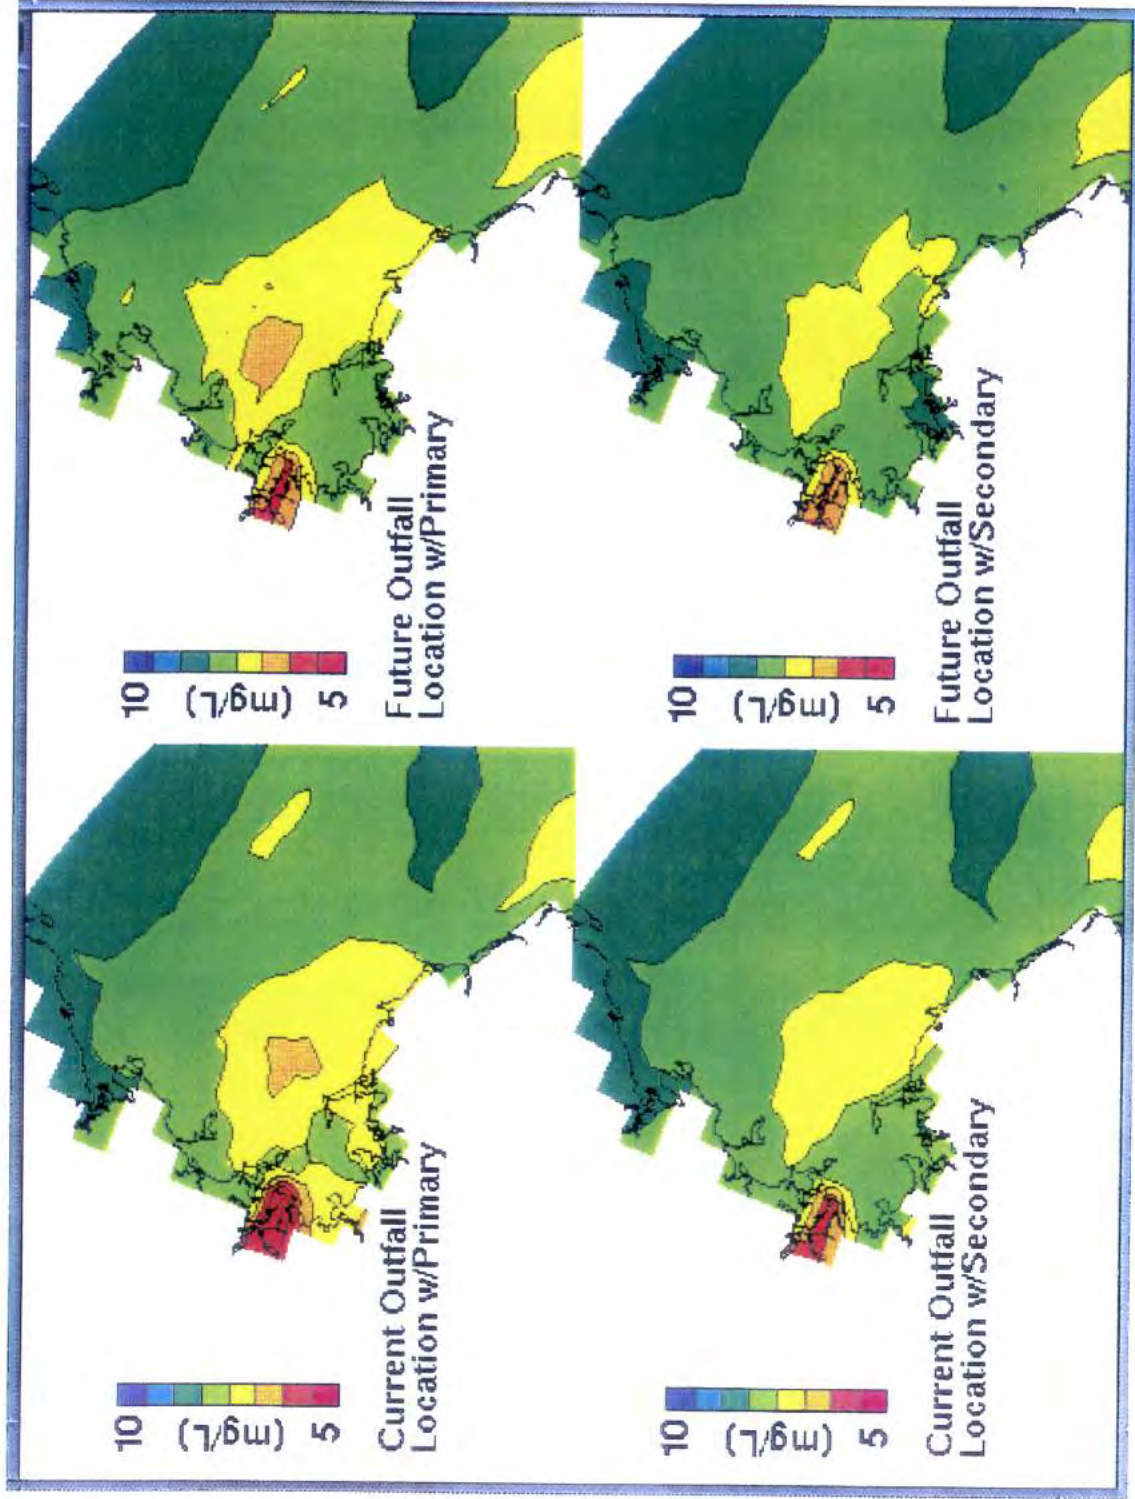 10
(mg/L)
5
Current Outfall
Location w/Primary
10
(mg/L)
5
Future Outfall
Location w/Primary
10
(mg/L)
5
Current Outfall
Location w/Secondary
10
(mg/L)
5
Future Outfall
Location w/Secondary